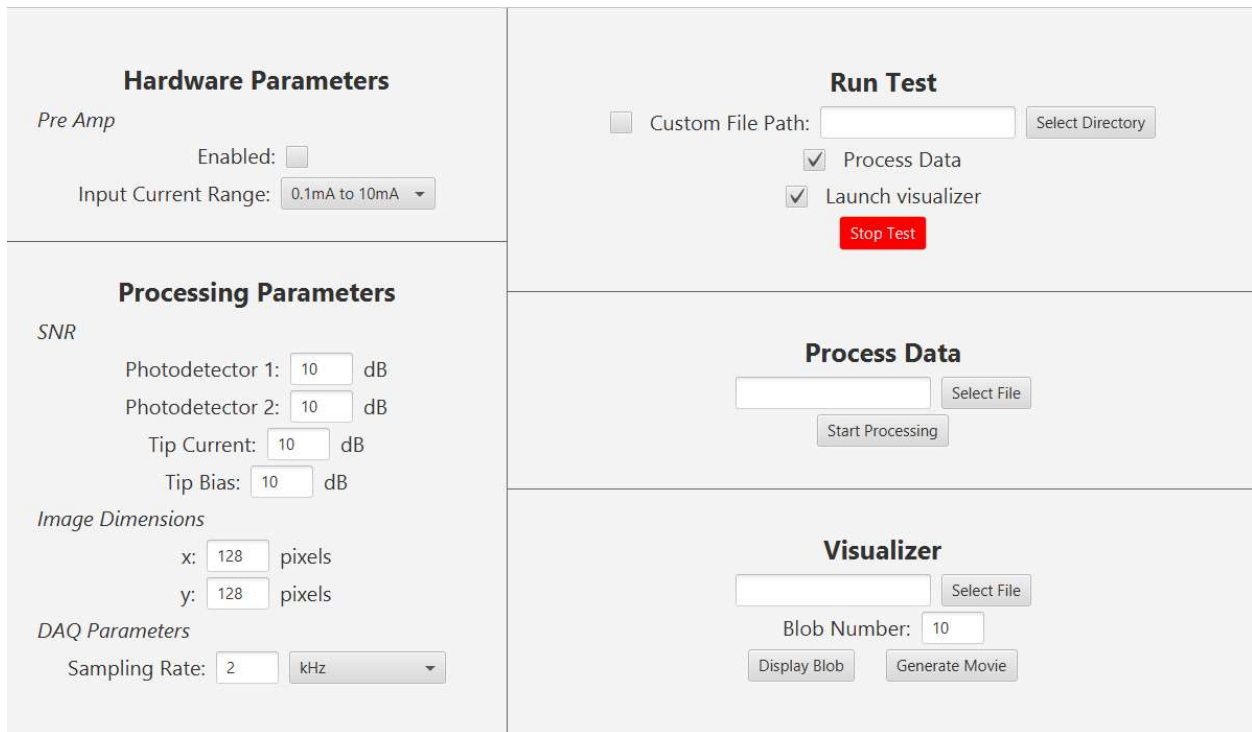 Hardware Parameters
Pre Amp
Enabled:
Input Current Range: 0.1mA to 10mA
Processing Parameters
SNR
Photodetector 1: 10 dB
Photodetector 2: 10 dB
Tip Current: 10 dB
Tip Bias: 10 dB
Image Dimensions
x: 128 pixels
y: 128 pixels
DAQ Parameters
Sampling Rate: 2 kHz
Run Test
Custom File Path: Select Directory
Process Data
Launch visualizer
Stop Test
Process Data
Select File
Start Processing
Visualizer
Select File
Blob Number: 10
Display Blob Generate Movie